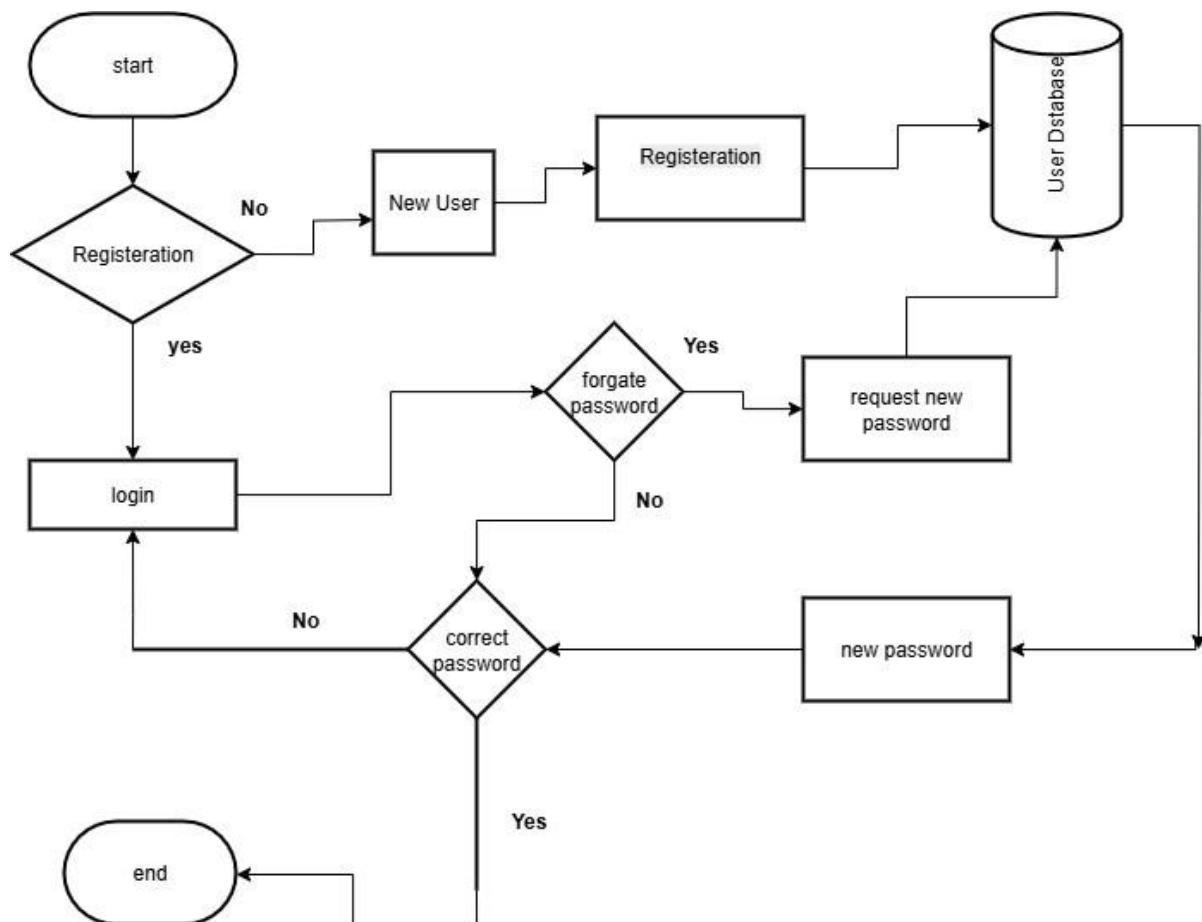 start
Registeration
No
New User
Registeration
User Dstabase
yes
forgate
password
Yes
request new
password
login
No
No
correct
password
new password
Yes
end